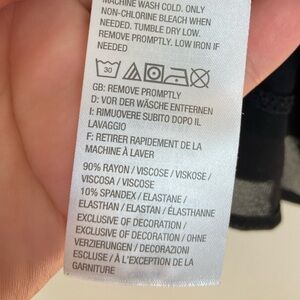 MACHINE WASH COLD. ONLY
NON-CHLORINE BLEACH WHEN
NEEDED. TUMBLE DRY LOW.
REMOVE PROMPTLY. LOW IRON IF
NEEDED
30
GB: REMOVE PROMPTLY
D: VOR DER WÄSCHE ENTFERNEN
I: RIMUOVERE SUBITO DOPO IL
LAVAGGIO
F: RETIRER RAPIDEMENT DE LA
MACHINE À LAVER
90% RAYON / VISCOSE / VISKOSE /
VISCOSA / VISCOSE
10% SPANDEX / ELASTANE /
ELASTHAN / ELASTAN / ÉLASTHANNE
EXCLUSIVE OF DECORATION /
EXCLUSIVE OF DECORATION / OHNE
VERZIERUNGEN / DECORAZIONI
ESCLUSE / À L'EXCEPTION DE LA
GARNITURE